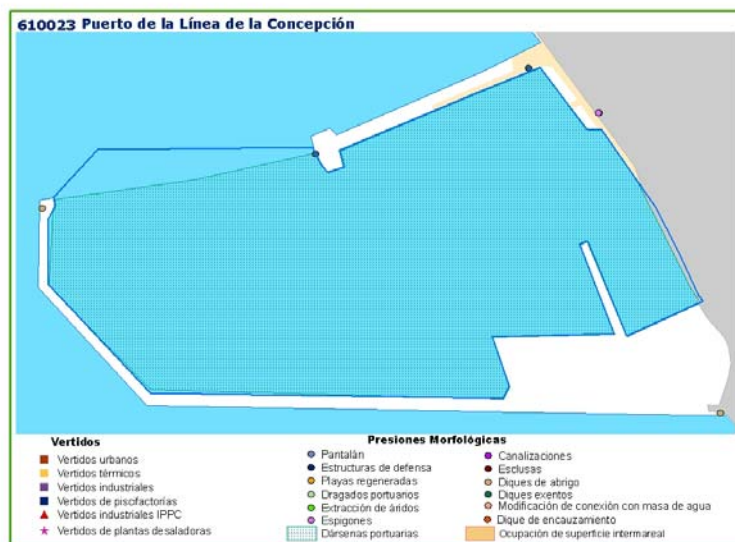 610023 Puerto de la Línea de la Concepción
Vertidos
Vertidos urbanos
Vertidos térmicos
Vertidos industriales
Vertidos de piscifactorías
Vertidos industriales IPPC
Vertidos de plantas desaladoras
Presiones Morfológicas
Pantalán
Estructuras de defensa
Playas regeneradas
Dragados portuarios
Extracción de áridos
Espigones
Dársenas portuarias
Canalizaciones
Esclusas
Diques de abrigo
Diques exentos
Modificación de conexión con masa de agua
Dique de encauzamiento
Ocupación de superficie intermareal